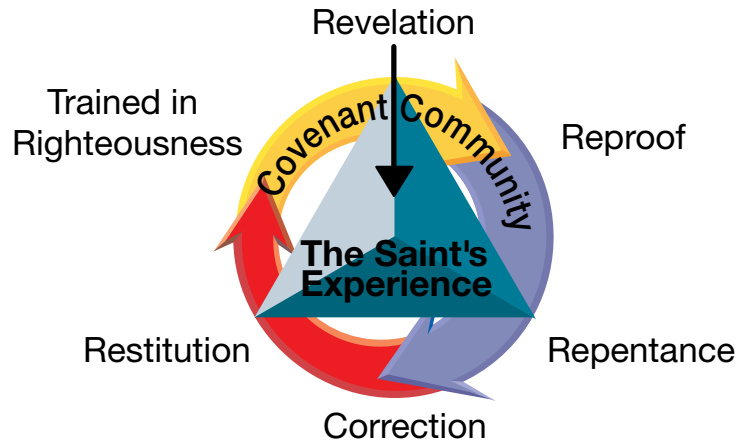 Revelation
Trained in
Righteousness
Covenant Community
Reproof
The Saint's
Experience
Restitution
Repentance
Correction